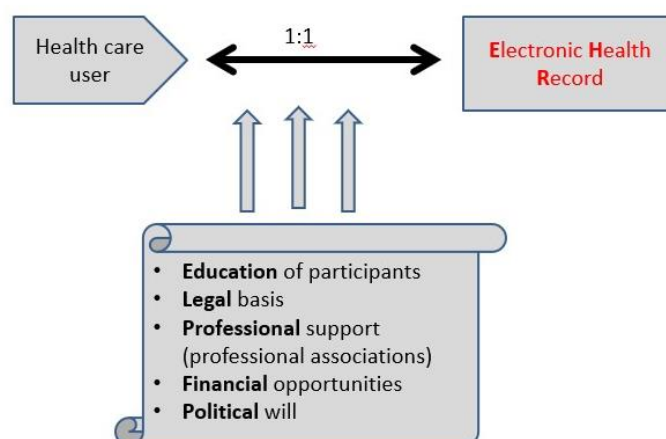 Health care
user
1:1
Electronic Health
Record
• Education of participants
• Legal basis
• Professional support
(professional associations)
• Financial opportunities
• Political will